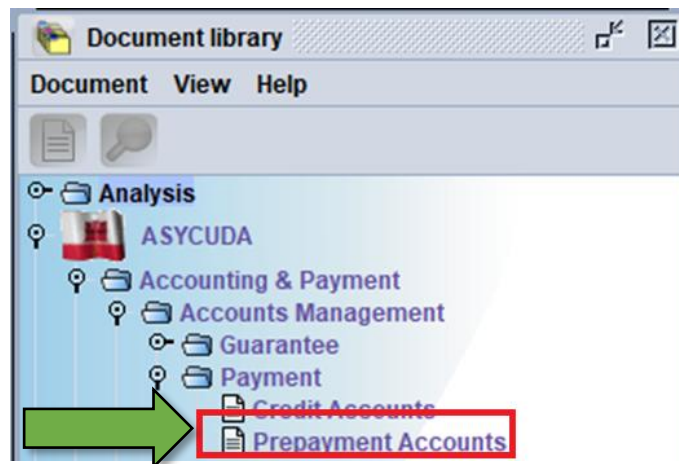 Document library
Document View Help
Analysis
ASYCUDA
Accounting & Payment
Accounts Management
Guarantee
Payment
Credit Accounts
Prepayment Accounts